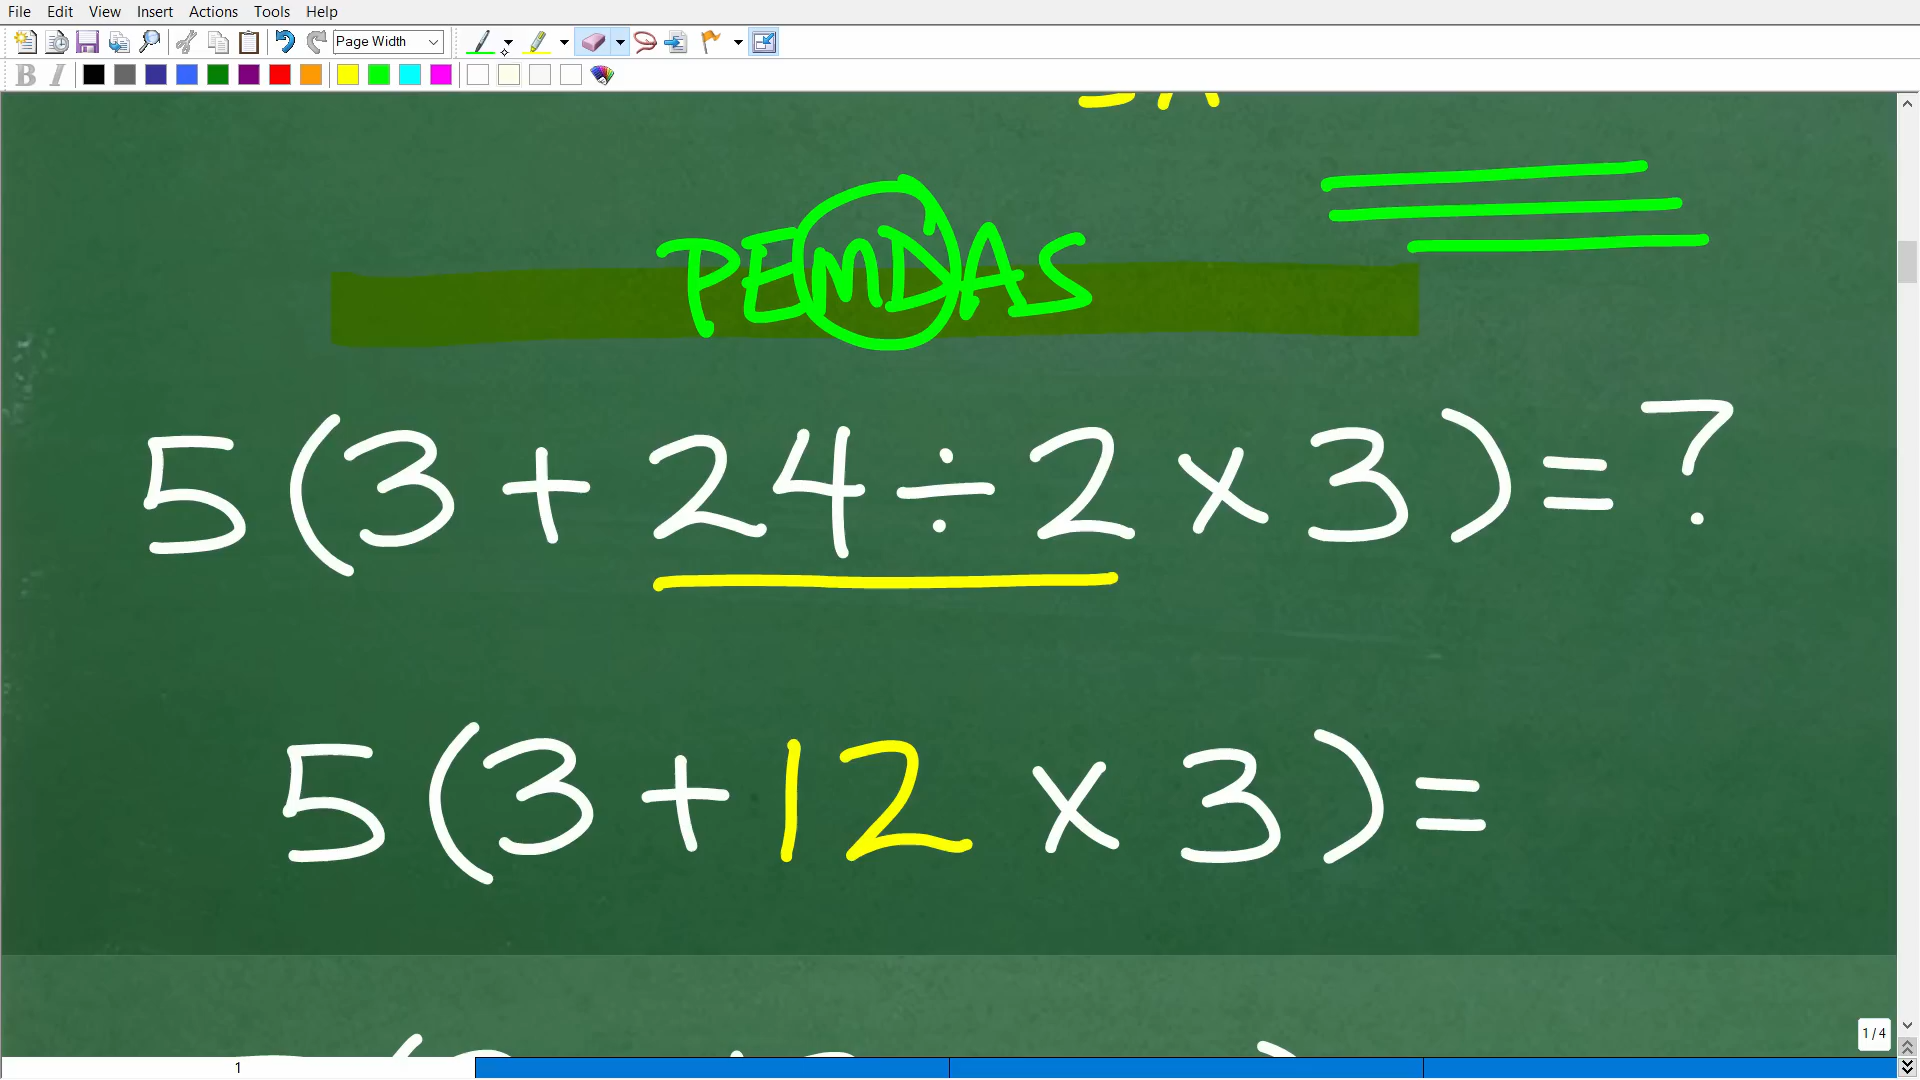 File Edit View Insert Actions Tools Help
Page Width
B I
PEMDAS
5(3+24÷2×3)=?
5(3+12×3)=
1/4
1